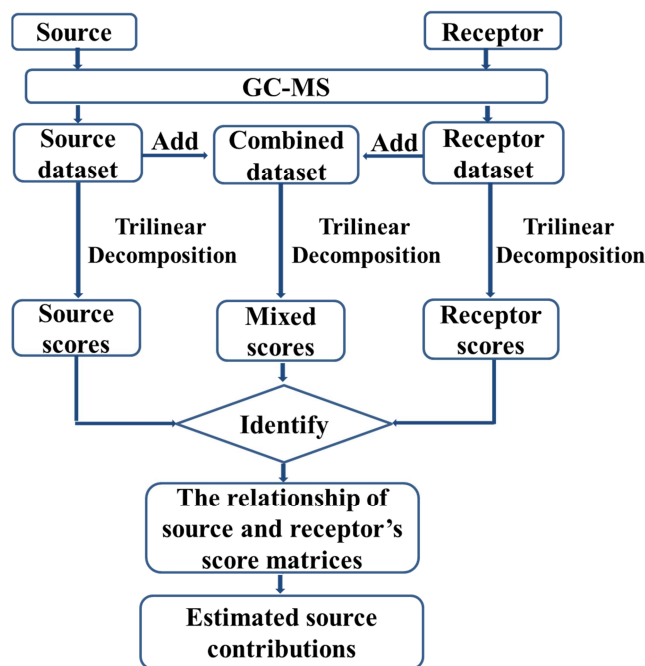 Source
Receptor
GC-MS
Source
dataset
Add
Combined
dataset
Add
Receptor
dataset
Trilinear
Decomposition
Trilinear
Decomposition
Trilinear
Decomposition
Source
scores
Mixed
scores
Receptor
scores
Identify
The relationship of
source and receptor's
score matrices
Estimated source
contributions